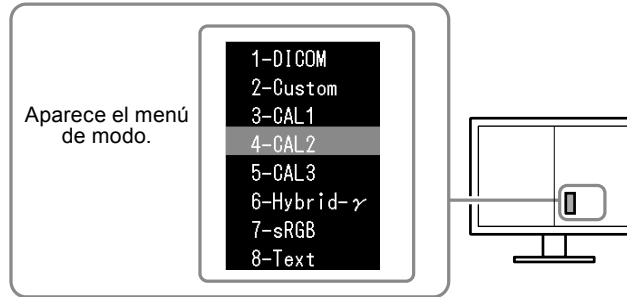 Aparece el menú
de modo.
1-DICOM
2-Custom
3-CAL1
4-CAL2
5-CAL3
6-Hybrid-γ
7-sRGB
8-Text